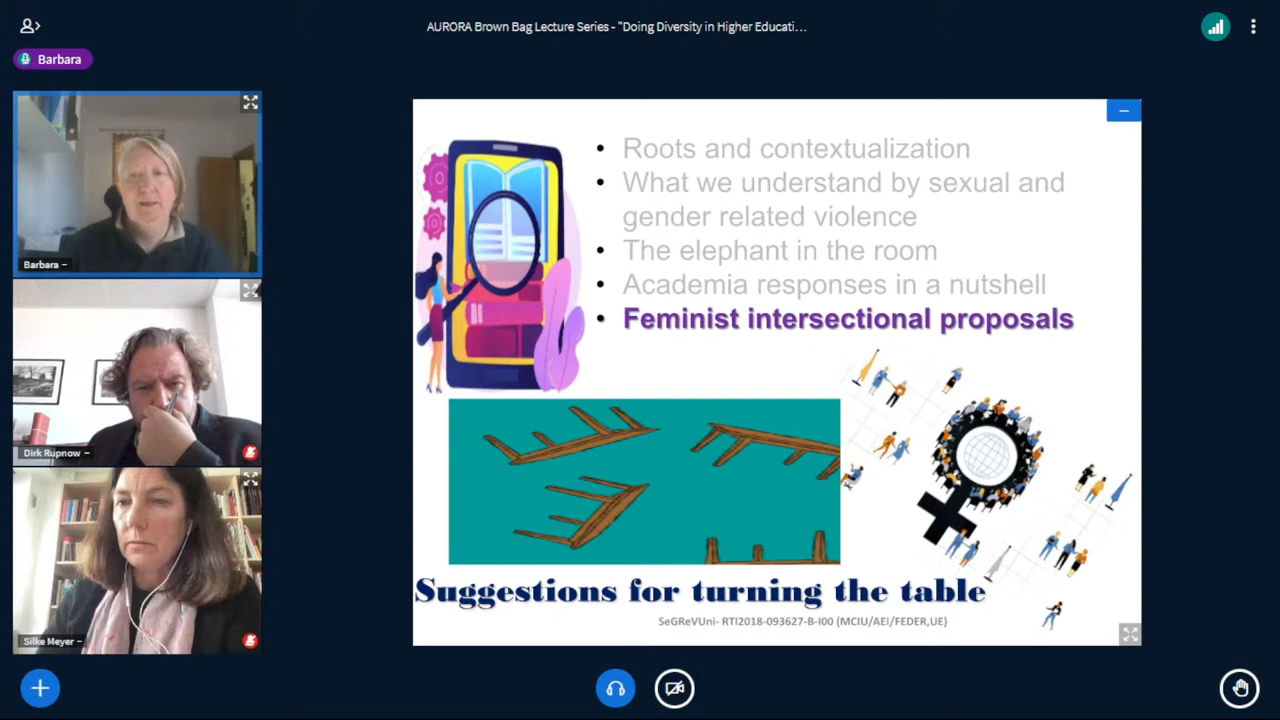 AURORA Brown Bag Lecture Series - "Doing Diversity in Higher Educati…
Barbara
Barbara
Dirk Rupnow
Silke Meyer
• Roots and contextualization
• What we understand by sexual and
gender related violence
• The elephant in the room
• Academia responses in a nutshell
• Feminist intersectional proposals
Suggestions for turning the table
SeGReVUni- RTI2018-093627-B-I00 (MCIU/AEI/FEDER,UE)